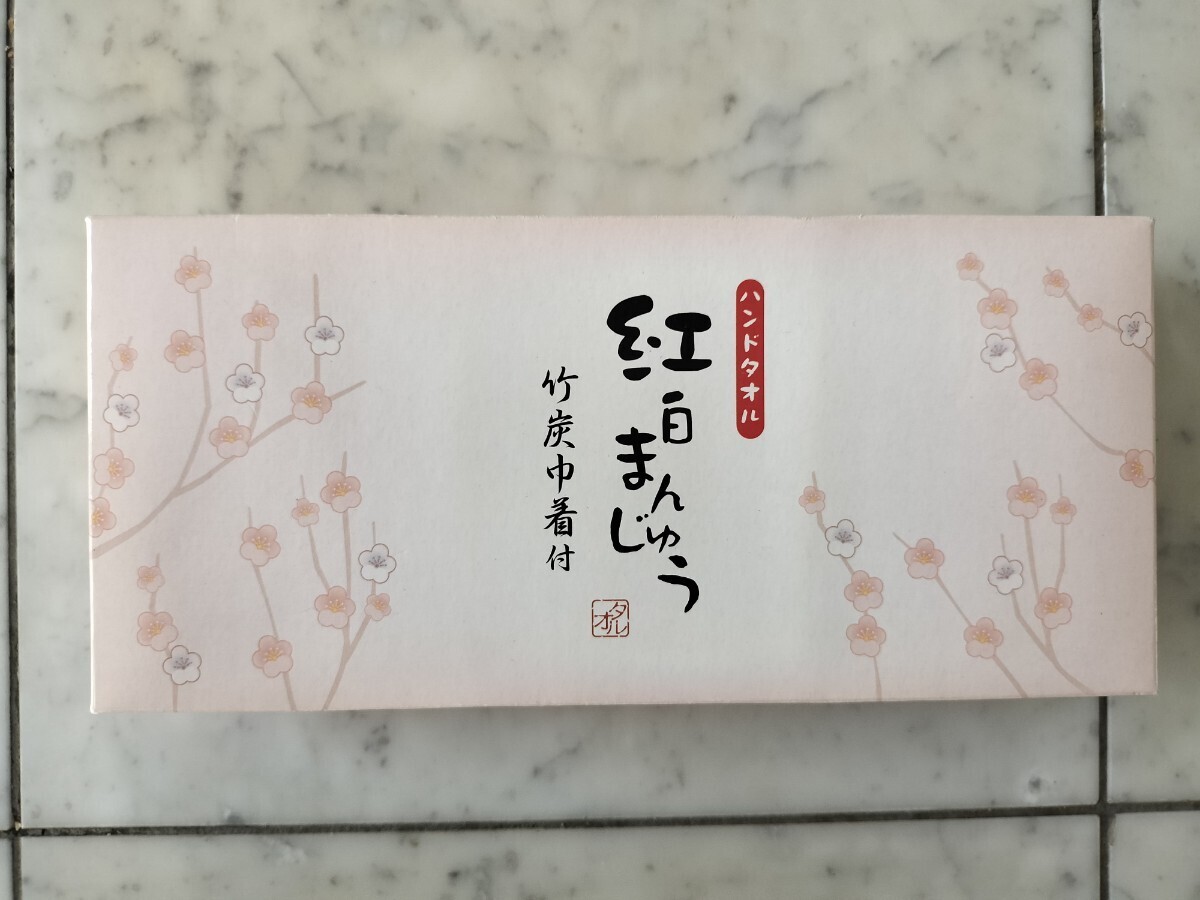 ハンドタオル
紅白まんじゅう
竹炭巾着付
タオル